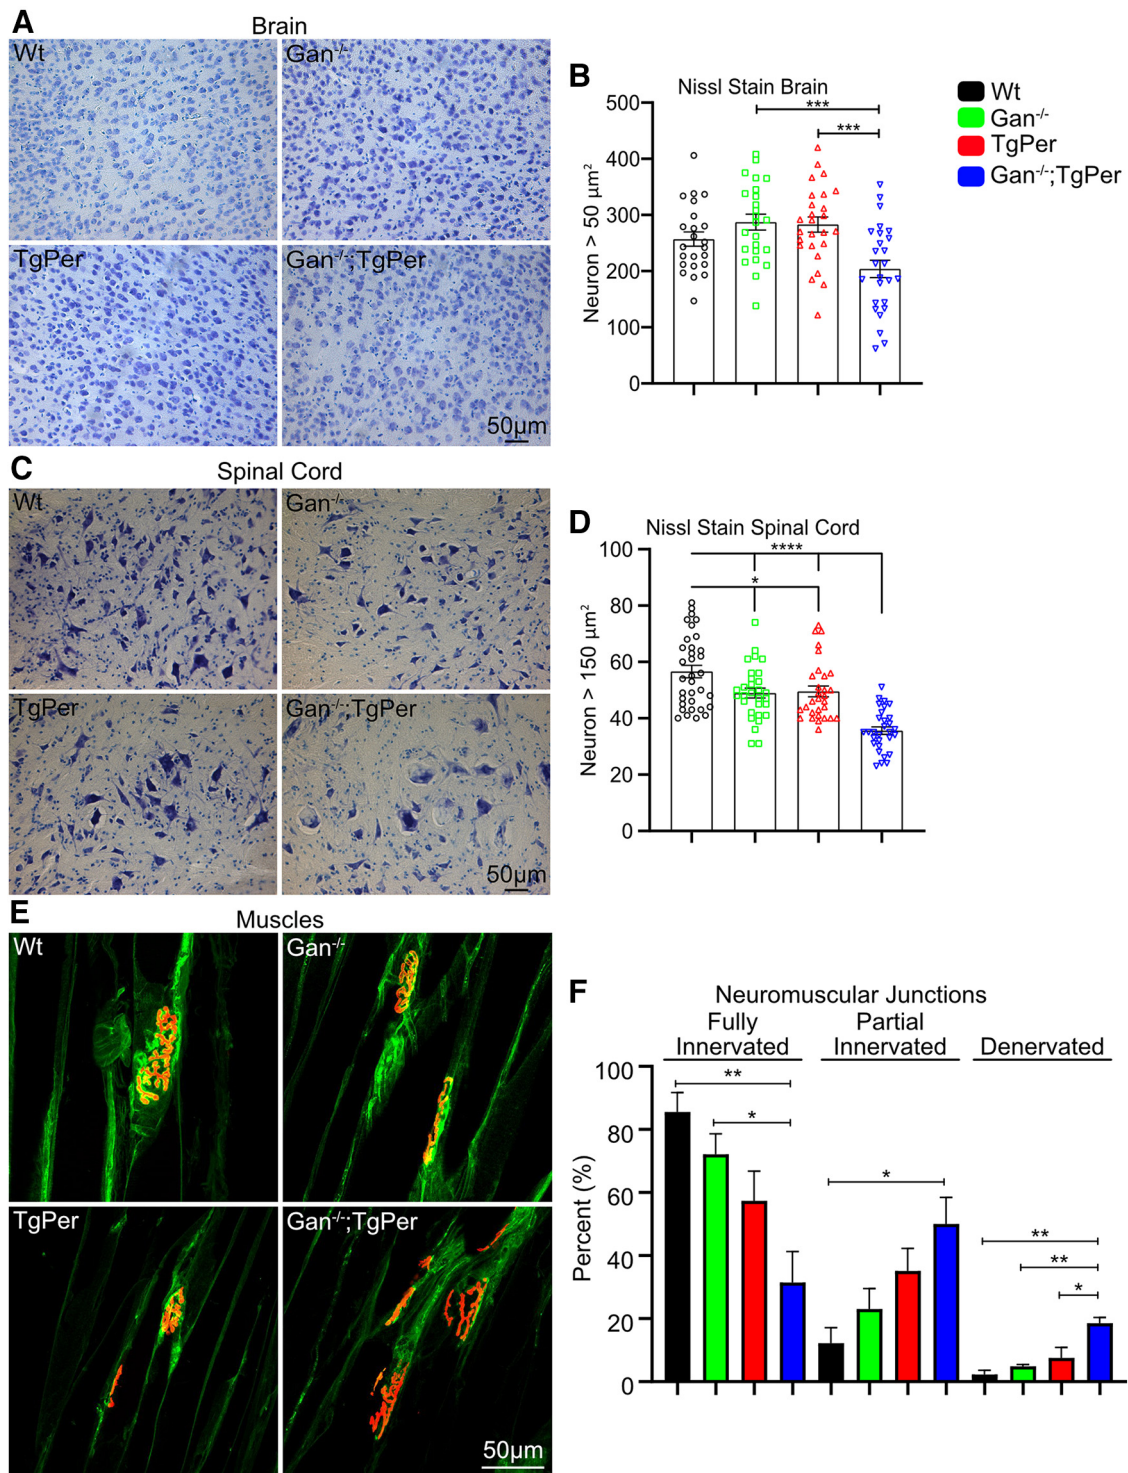 A
Brain
Wt
Gan-/-
TgPer
Gan-/-;TgPer
50µm
B
Nissl Stain Brain
***
***
Neuron > 50 µm2
500
400
300
200
100
0
Wt
Gan-/-
TgPer
Gan-/-;TgPer
C
Spinal Cord
Wt
Gan-/-
TgPer
Gan-/-;TgPer
50µm
D
Nissl Stain Spinal Cord
****
*
Neuron > 150 µm2
100
80
60
40
20
0
E
Muscles
Wt
Gan-/-
TgPer
Gan-/-;TgPer
50µm
F
Neuromuscular Junctions
Fully
Innervated
Partial
Innervated
Denervated
**
*
*
**
**
*
Percent (%)
100
80
60
40
20
0